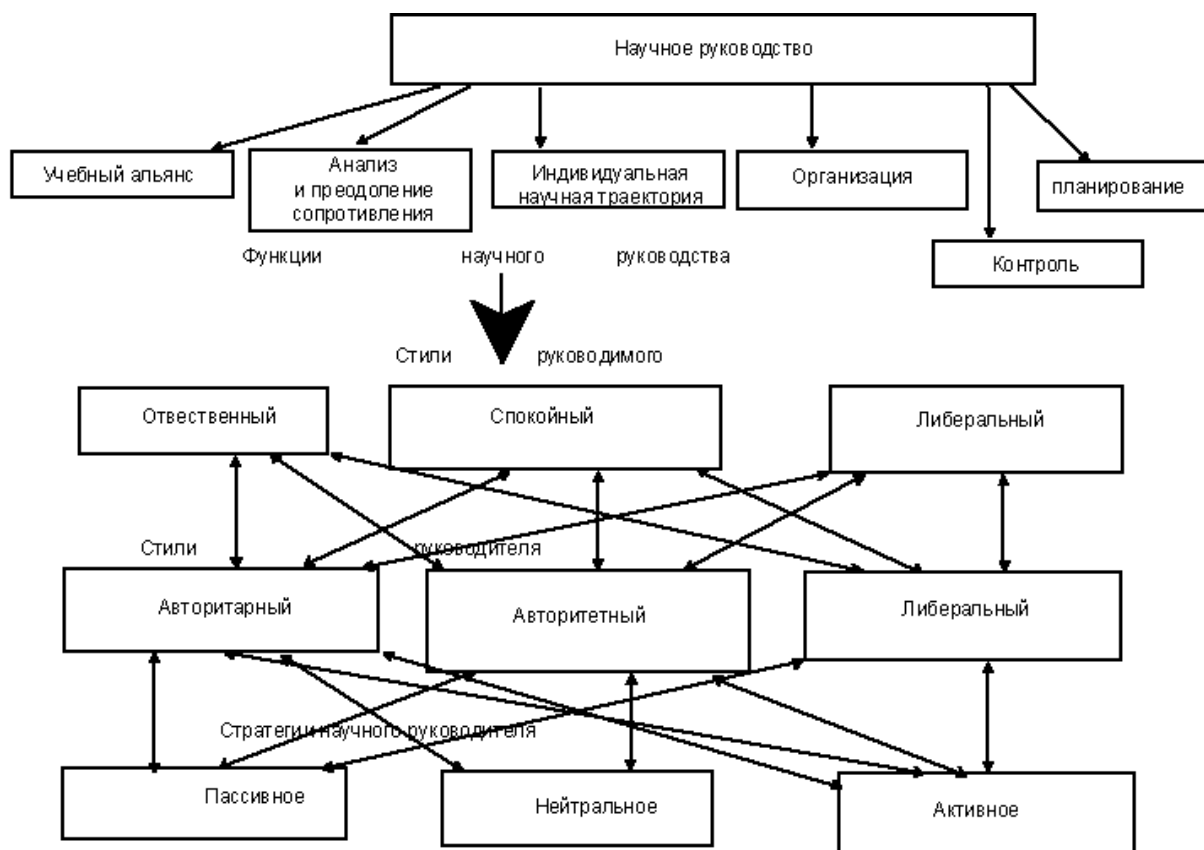 Научное руководство
Учебный альянс
Анализ
и преодоление
сопротивления
Индивидуальная
научная траектория
Организация
планирование
Функции научного руководства
Контроль
Стили руководимого
Отвественный
Спокойный
Либеральный
Стили руководителя
Авторитарный
Авторитетный
Либеральный
Стратегии научного руководителя
Пассивное
Нейтральное
Активное